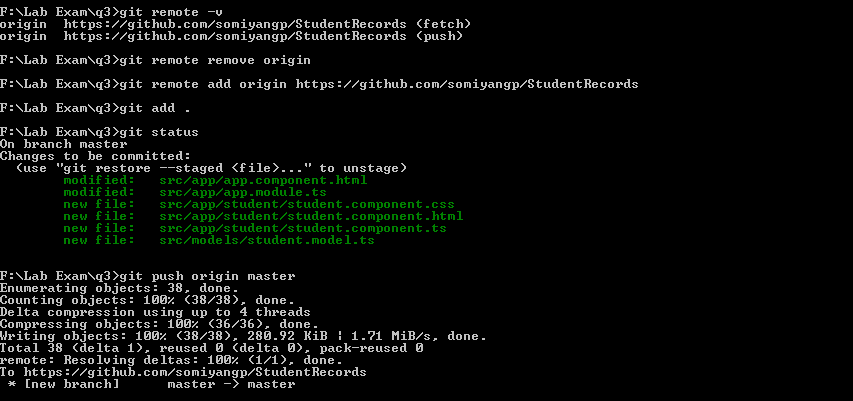 F:\Lab Exam\q3>git remote -v
origin  https://github.com/somiyangp/StudentRecords (fetch)
origin  https://github.com/somiyangp/StudentRecords (push)
F:\Lab Exam\q3>git remote remove origin
F:\Lab Exam\q3>git remote add origin https://github.com/somiyangp/StudentRecords
F:\Lab Exam\q3>git add .
F:\Lab Exam\q3>git status
On branch master
Changes to be committed:
  (use "git restore --staged <file>..." to unstage)
        modified:   src/app/app.component.html
        modified:   src/app/app.module.ts
        new file:   src/app/student/student.component.css
        new file:   src/app/student/student.component.html
        new file:   src/app/student/student.component.ts
        new file:   src/models/student.model.ts
F:\Lab Exam\q3>git push origin master
Enumerating objects: 38, done.
Counting objects: 100% (38/38), done.
Delta compression using up to 4 threads
Compressing objects: 100% (36/36), done.
Writing objects: 100% (38/38), 280.92 KiB ¦ 1.71 MiB/s, done.
Total 38 (delta 1), reused 0 (delta 0), pack-reused 0
remote: Resolving deltas: 100% (1/1), done.
To https://github.com/somiyangp/StudentRecords
 * [new branch]      master -> master